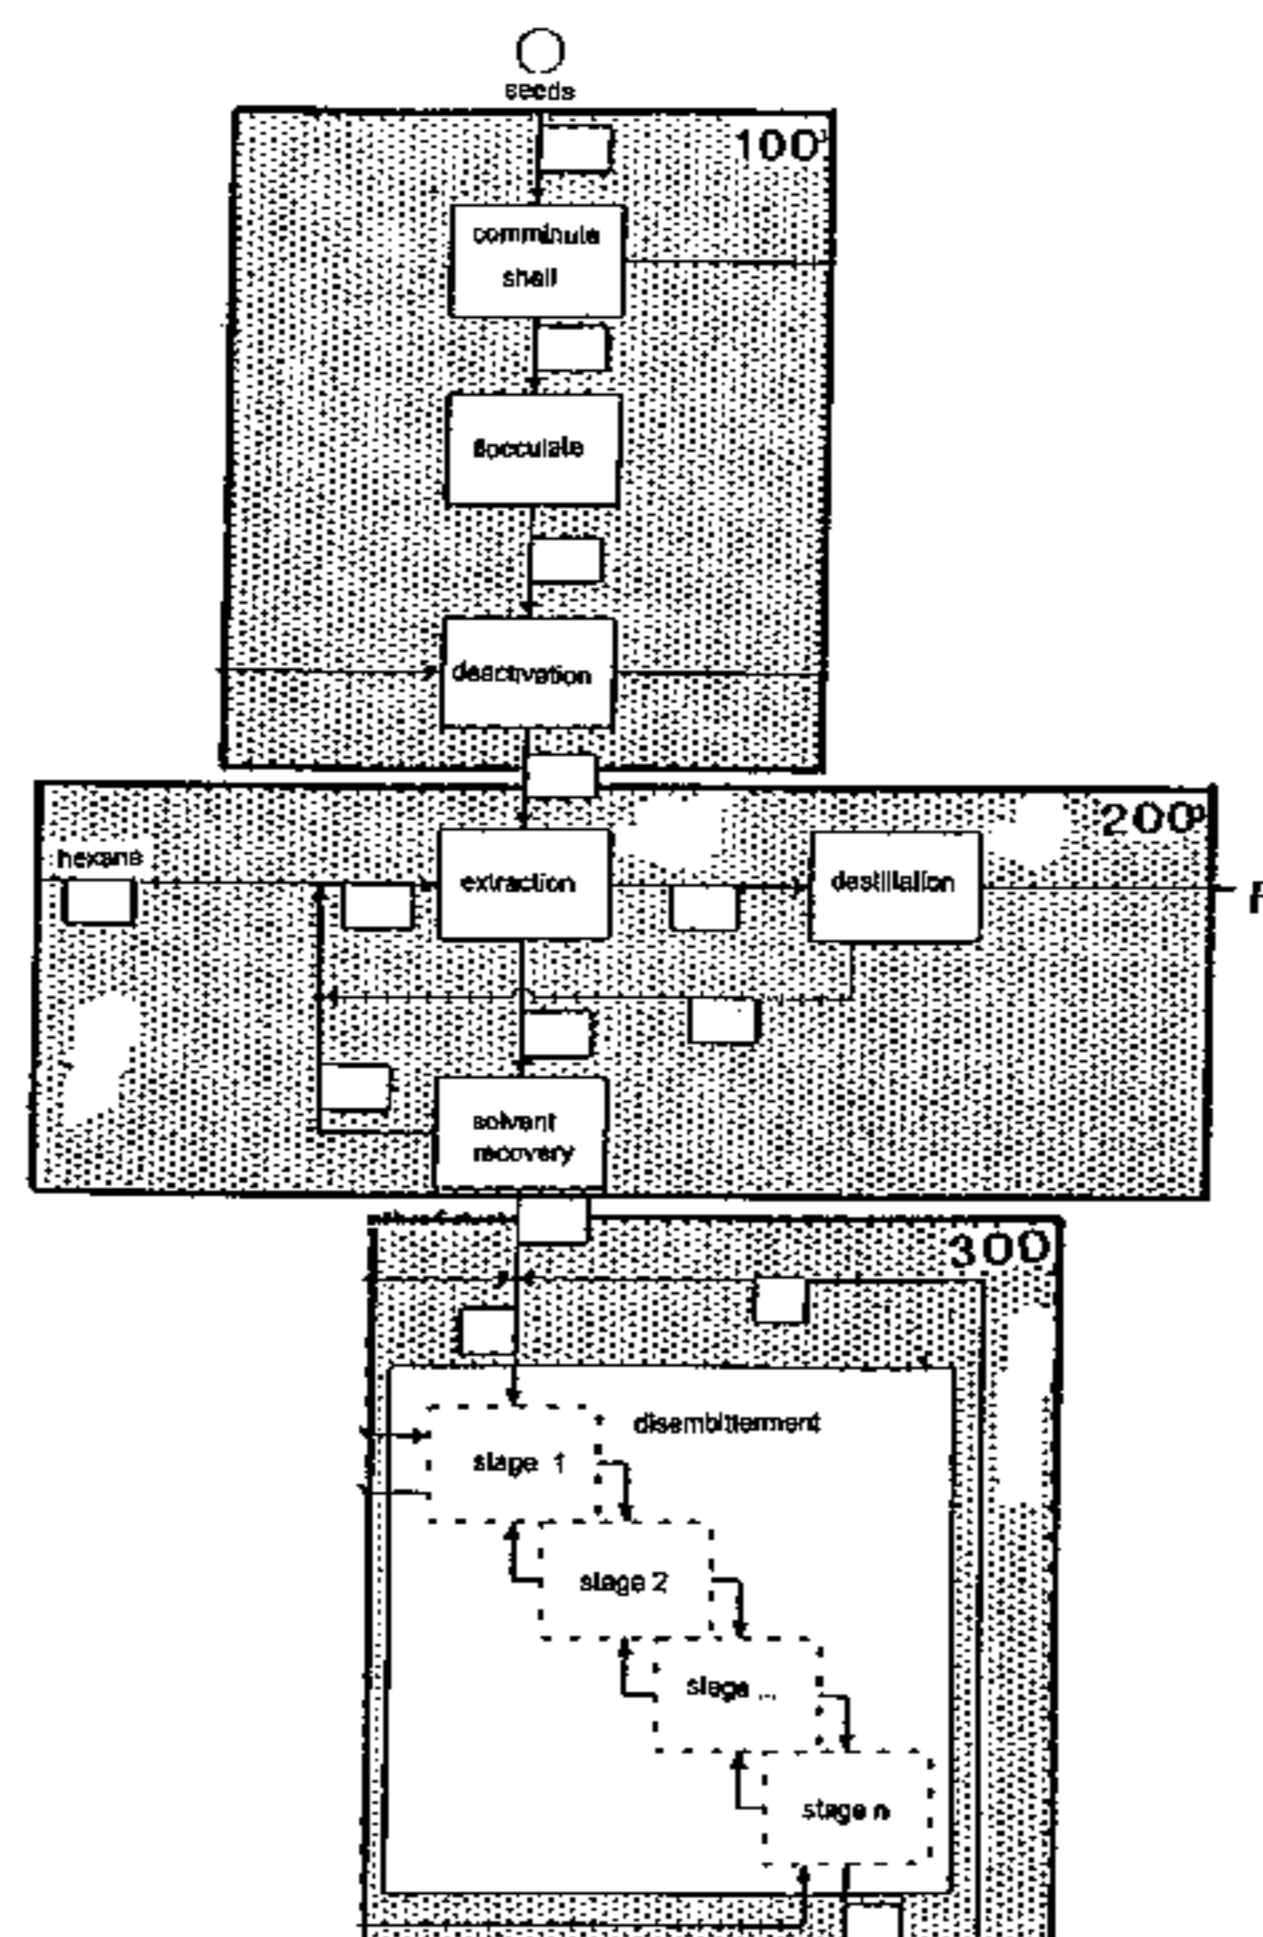 seeds
100
comminute
shell
flocculate
deactivation
200
hexane
extraction
destillation
solvent
recovery
300
disembitterment
stage 1
stage 2
stage ...
stage n